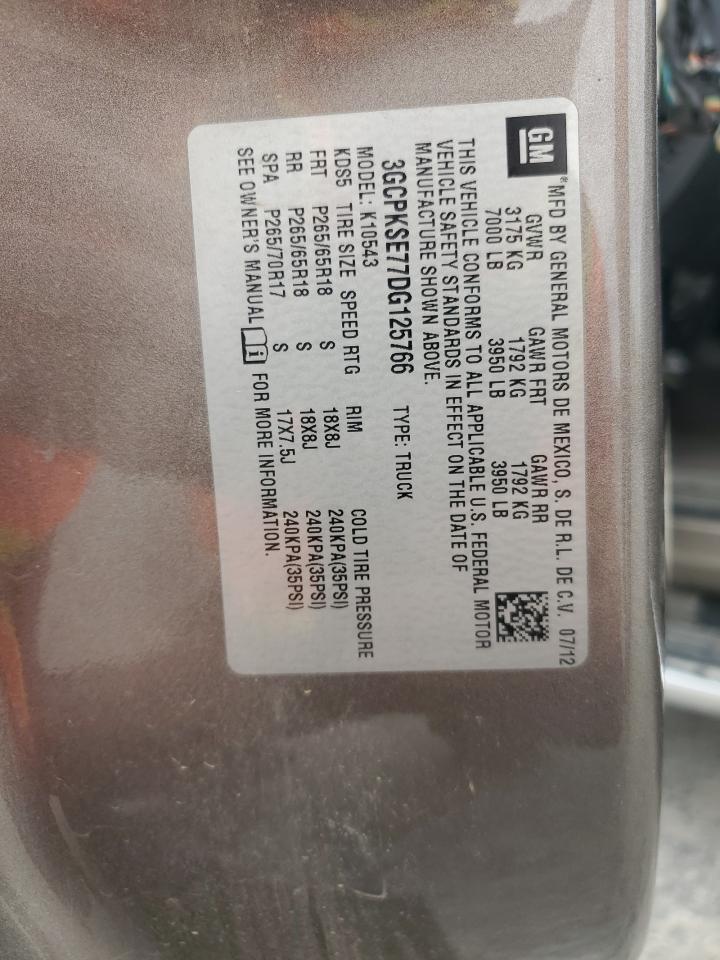 GM
® MFD BY GENERAL MOTORS DE MEXICO, S. DE R.L. DE C.V. 07/12
GVWR GAWR FRT GAWR RR
3175 KG 1792 KG 1792 KG
7000 LB 3950 LB 3950 LB
THIS VEHICLE CONFORMS TO ALL APPLICABLE U.S. FEDERAL MOTOR
VEHICLE SAFETY STANDARDS IN EFFECT ON THE DATE OF
MANUFACTURE SHOWN ABOVE.
3GCPKSE77DG125766 TYPE: TRUCK
MODEL: K10543
KDS5 TIRE SIZE SPEED RTG RIM COLD TIRE PRESSURE
FRT P265/65R18 S 18X8J 240KPA(35PSI)
RR P265/65R18 S 18X8J 240KPA(35PSI)
SPA P265/70R17 S 17X7.5J 240KPA(35PSI)
SEE OWNER'S MANUAL i FOR MORE INFORMATION.